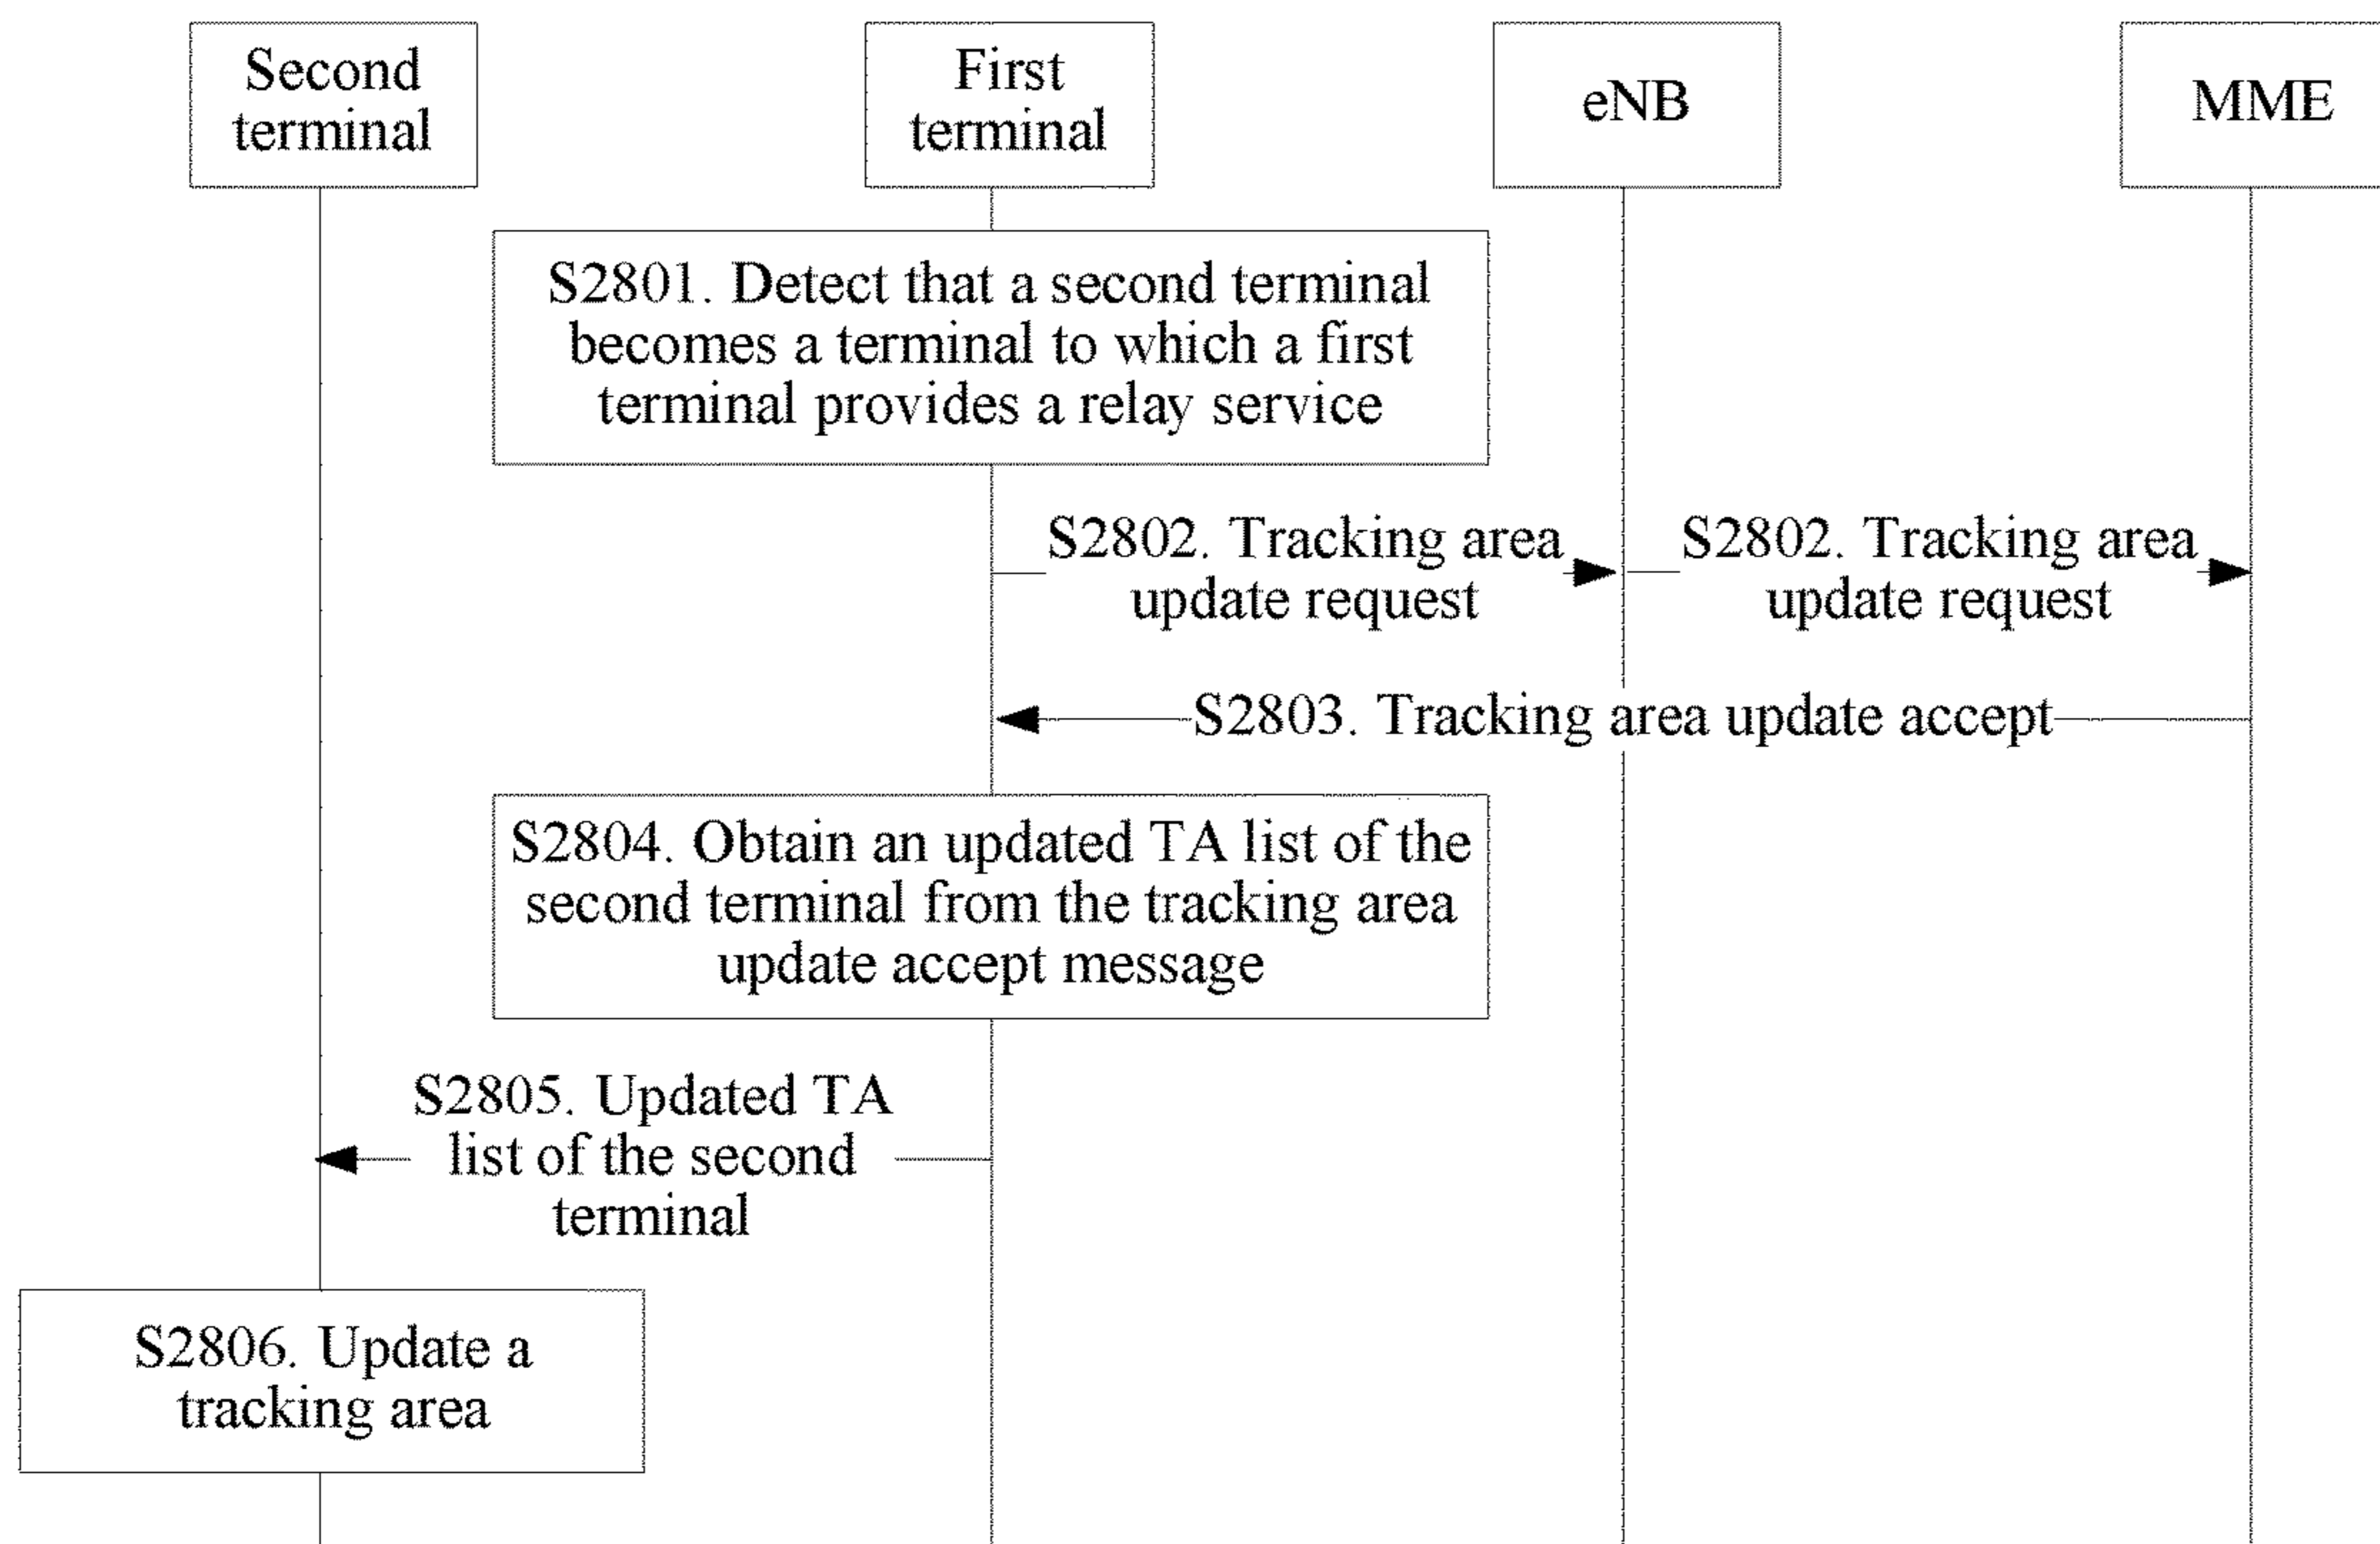 Second
terminal
First
terminal
eNB
MME
S2801. Detect that a second terminal
becomes a terminal to which a first
terminal provides a relay service
S2802. Tracking area
update request
S2802. Tracking area
update request
S2803. Tracking area update accept
S2804. Obtain an updated TA list of the
second terminal from the tracking area
update accept message
S2805. Updated TA
list of the second
terminal
S2806. Update a
tracking area